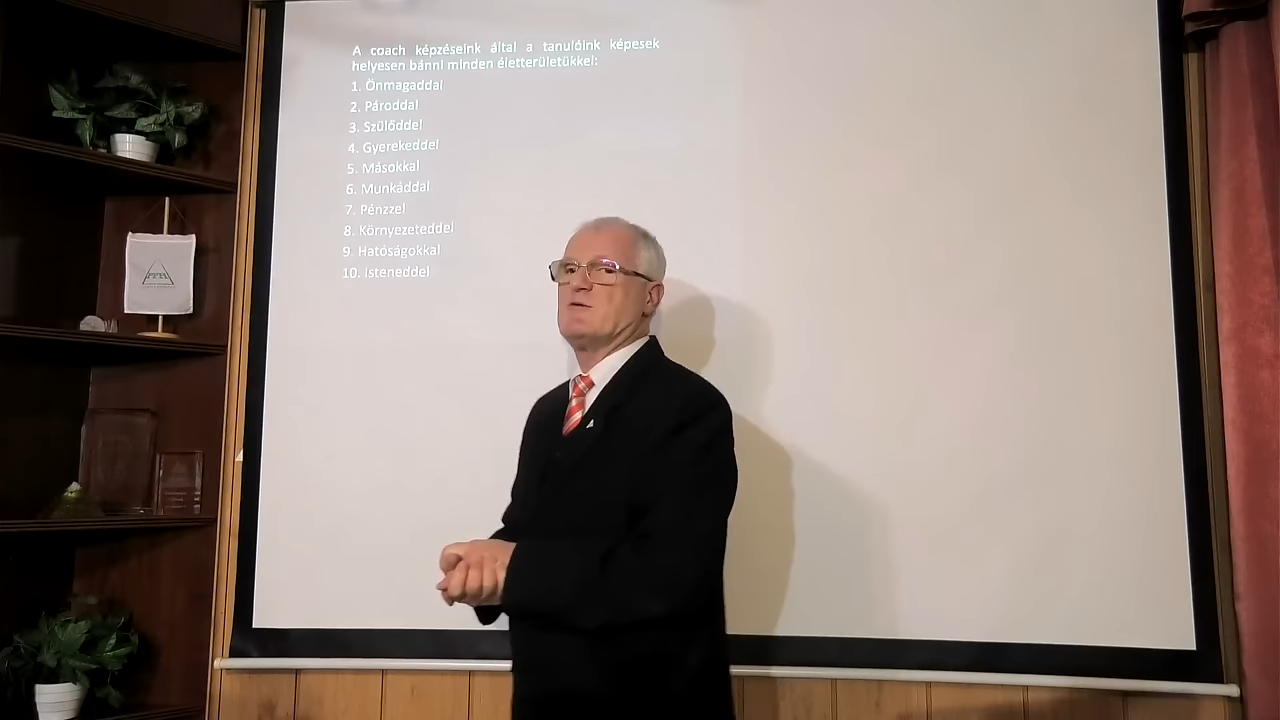 A coach képzéseink által a tanulóink képesek
helyesen bánni minden életterületükkel:
1. Önmagaddal
2. Pároddal
3. Szülőddel
4. Gyerekeddel
5. Másokkal
6. Munkáddal
7. Pénzzel
8. Környezeteddel
9. Hatóságokkal
10. Isteneddel